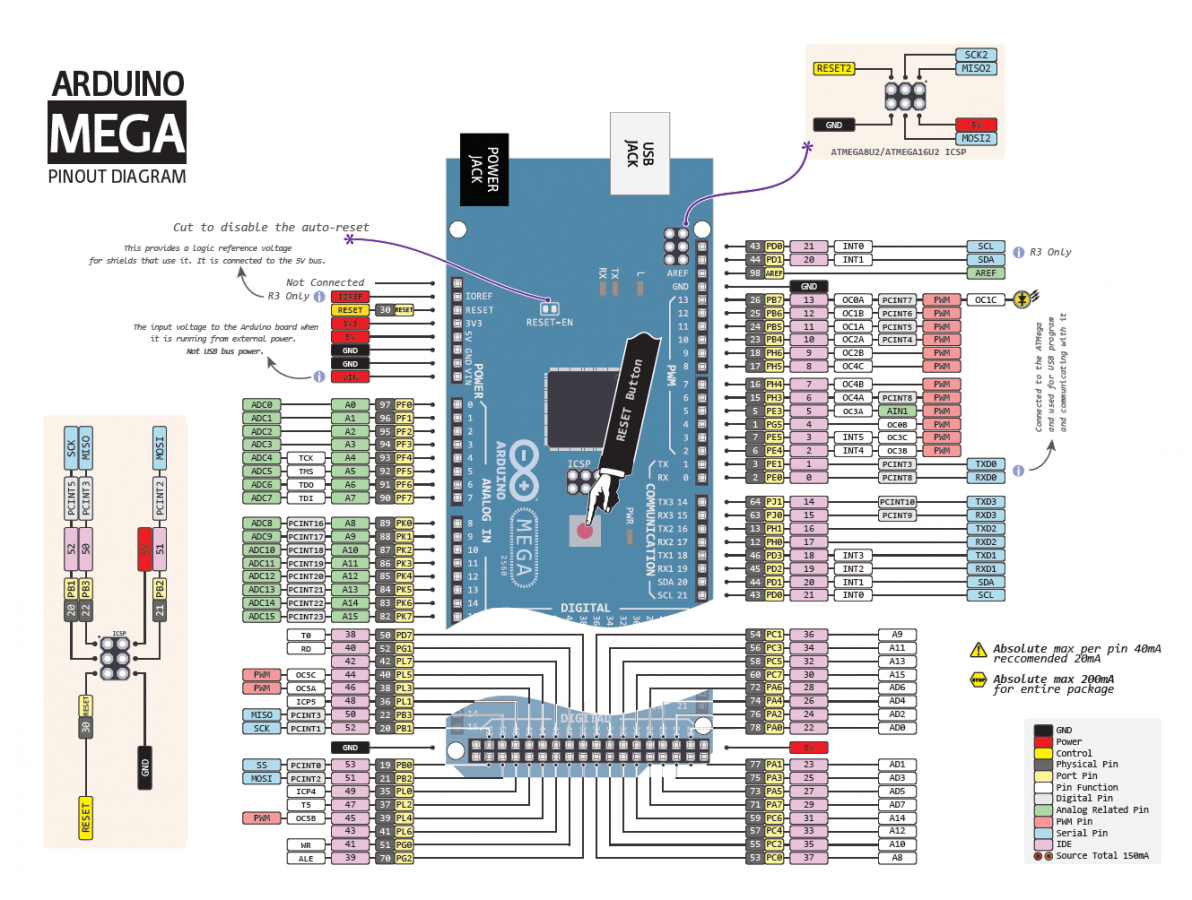 ARDUINO
MEGA
PINOUT DIAGRAM
POWER JACK
USB JACK
RESET2
SCK2
MISO2
GND
5V
MOSI2
ATMEGA8U2/ATMEGA16U2 ICSP
Cut to disable the auto-reset
This provides a logic reference voltage
for shields that use it. It is connected to the 5V bus.
Not Connected
R3 Only i IOREF
RESET 30 RESET
3V3
5V
GND
GND
i VIN
The input voltage to the Arduino board when
it is running from external power.
Not USB bus power.
RX
TX
L
RESET-EN
AREF
GND
13
12
11
10
9
8
7
6
5
4
3
2
TX 1
RX 0
TX3 14
RX3 15
TX2 16
RX2 17
TX1 18
RX1 19
SDA 20
SCL 21
PWM
COMMUNICATION
IOREF
RESET
3V3
5V
GND
VIN
POWER
0
1
2
3
4
5
6
7
8
9
10
11
12
13
14
ANALOG IN
ARDUINO
MEGA
2560
ICSP
PWR
RESET Button
DIGITAL
DIGITAL
43 PD0 21 INT0 SCL i R3 Only
44 PD1 20 INT1 SDA
98 AREF AREF
GND
26 PB7 13 OC0A PCINT7 PWM OC1C
25 PB6 12 OC1B PCINT6 PWM
24 PB5 11 OC1A PCINT5 PWM
23 PB4 10 OC2A PCINT4 PWM
18 PH6 9 OC2B PWM
17 PH5 8 OC4C PWM
16 PH4 7 OC4B PWM
15 PH3 6 OC4A PCINT8 PWM
5 PE3 5 OC3A AIN1 PWM
1 PG5 4 OC0B PWM
7 PE5 3 INT5 OC3C PWM
6 PE4 2 INT4 OC3B PWM
3 PE1 1 PCINT3 TXD0
2 PE0 0 PCINT8 RXD0 i
Connected to the ATMega
and used for USB program
and communicating with it
64 PJ1 14 PCINT10 TXD3
63 PJ0 15 PCINT9 RXD3
13 PH1 16 TXD2
12 PH0 17 RXD2
46 PD3 18 INT3 TXD1
45 PD2 19 INT2 RXD1
44 PD1 20 INT1 SDA
43 PD0 21 INT0 SCL
ADC0 A0 97 PF0
ADC1 A1 96 PF1
ADC2 A2 95 PF2
ADC3 A3 94 PF3
ADC4 TCK A4 93 PF4
ADC5 TMS A5 92 PF5
ADC6 TDO A6 91 PF6
ADC7 TDI A7 90 PF7
ADC8 PCINT16 A8 89 PK0
ADC9 PCINT17 A9 88 PK1
ADC10 PCINT18 A10 87 PK2
ADC11 PCINT19 A11 86 PK3
ADC12 PCINT20 A12 85 PK4
ADC13 PCINT21 A13 84 PK5
ADC14 PCINT22 A14 83 PK6
ADC15 PCINT23 A15 82 PK7
T0 38 50 PD7
RD 40 52 PG1
42 42 PL7
PWM OC5C 44 40 PL5
PWM OC5A 46 38 PL3
ICP5 48 36 PL1
MISO PCINT3 50 22 PB3
SCK PCINT1 52 20 PB1
GND
SS PCINT0 53 19 PB0
MOSI PCINT2 51 21 PB2
ICP4 49 35 PL0
T5 47 37 PL2
PWM OC5B 45 39 PL4
43 41 PL6
WR 41 51 PG0
ALE 39 70 PG2
54 PC1 36 A9
56 PC3 34 A11
58 PC5 32 A13
60 PC7 30 A15
72 PA6 28 AD6
74 PA4 26 AD4
76 PA2 24 AD2
78 PA0 22 AD0
5V
77 PA1 23 AD1
75 PA3 25 AD3
73 PA5 27 AD5
71 PA7 29 AD7
59 PC6 31 A14
57 PC4 33 A12
55 PC2 35 A10
53 PC0 37 A8
SCK PCINT5 52 PB1 20
MISO PCINT3 50 PB3 22
5V
MOSI PCINT2 51 PB2 21
ICSP
RESET 30 RESET
GND
Absolute max per pin 40mA
reccomended 20mA
STOP Absolute max 200mA
for entire package
GND
Power
Control
Physical Pin
Port Pin
Pin Function
Digital Pin
Analog Related Pin
PWM Pin
Serial Pin
IDE
Source Total 150mA